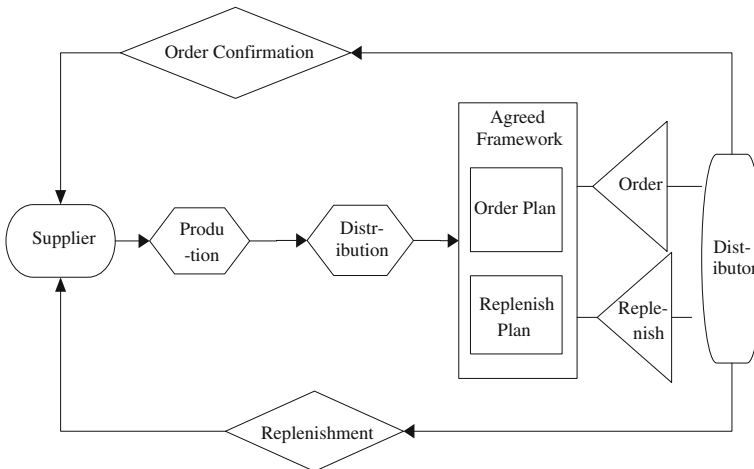 Order Confirmation
Agreed
Framework
Order Plan
Order
Supplier
Produ
-tion
Distr-
ibution
Dist-
ibutor
Replenish
Plan
Reple-
nish
Replenishment